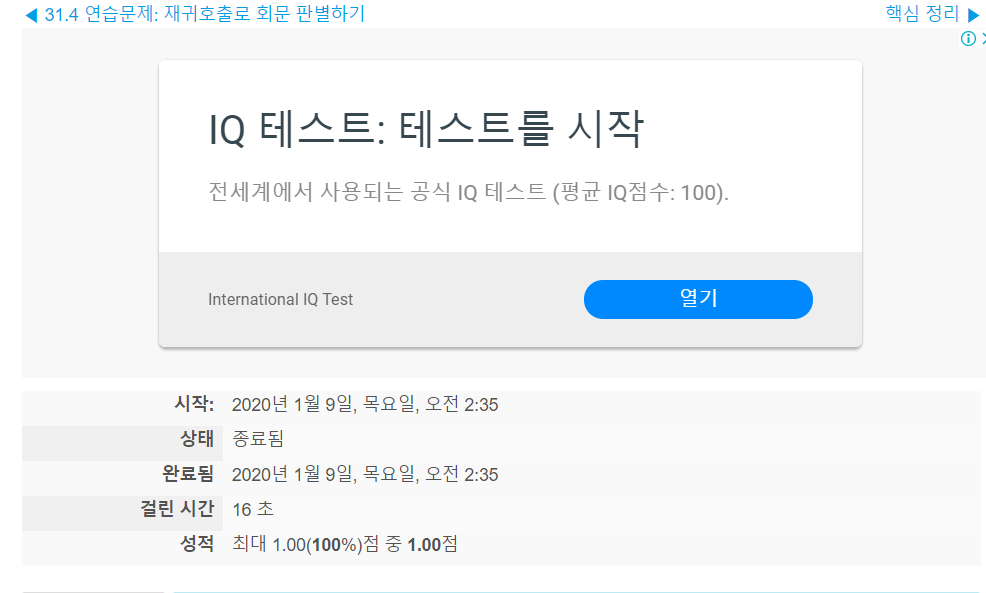 ◀ 31.4 연습문제: 재귀호출로 회문 판별하기
핵심 정리 ▶
IQ 테스트: 테스트를 시작
전세계에서 사용되는 공식 IQ 테스트 (평균 IQ점수: 100).
International IQ Test
열기
시작: 2020년 1월 9일, 목요일, 오전 2:35
상태 종료됨
완료됨 2020년 1월 9일, 목요일, 오전 2:35
걸린 시간 16 초
성적 최대 1.00(100%)점 중 1.00점